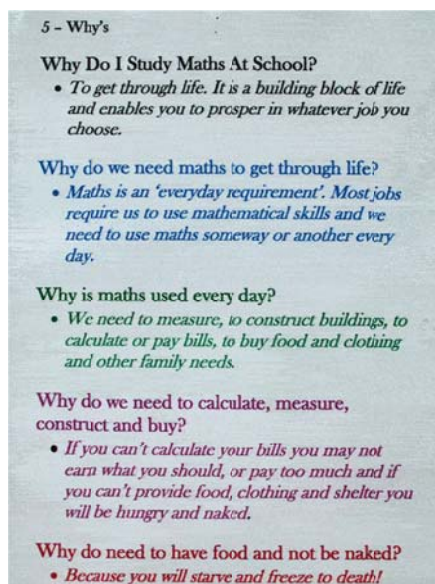 5 – Why's
Why Do I Study Maths At School?
• To get through life. It is a building block of life
and enables you to prosper in whatever job you
choose.
Why do we need maths to get through life?
• Maths is an 'everyday requirement'. Most jobs
require us to use mathematical skills and we
need to use maths someway or another every
day.
Why is maths used every day?
• We need to measure, to construct buildings, to
calculate or pay bills, to buy food and clothing
and other family needs.
Why do we need to calculate, measure,
construct and buy?
• If you can't calculate your bills you may not
earn what you should, or pay too much and if
you can't provide food, clothing and shelter you
will be hungry and naked.
Why do need to have food and not be naked?
• Because you will starve and freeze to death!